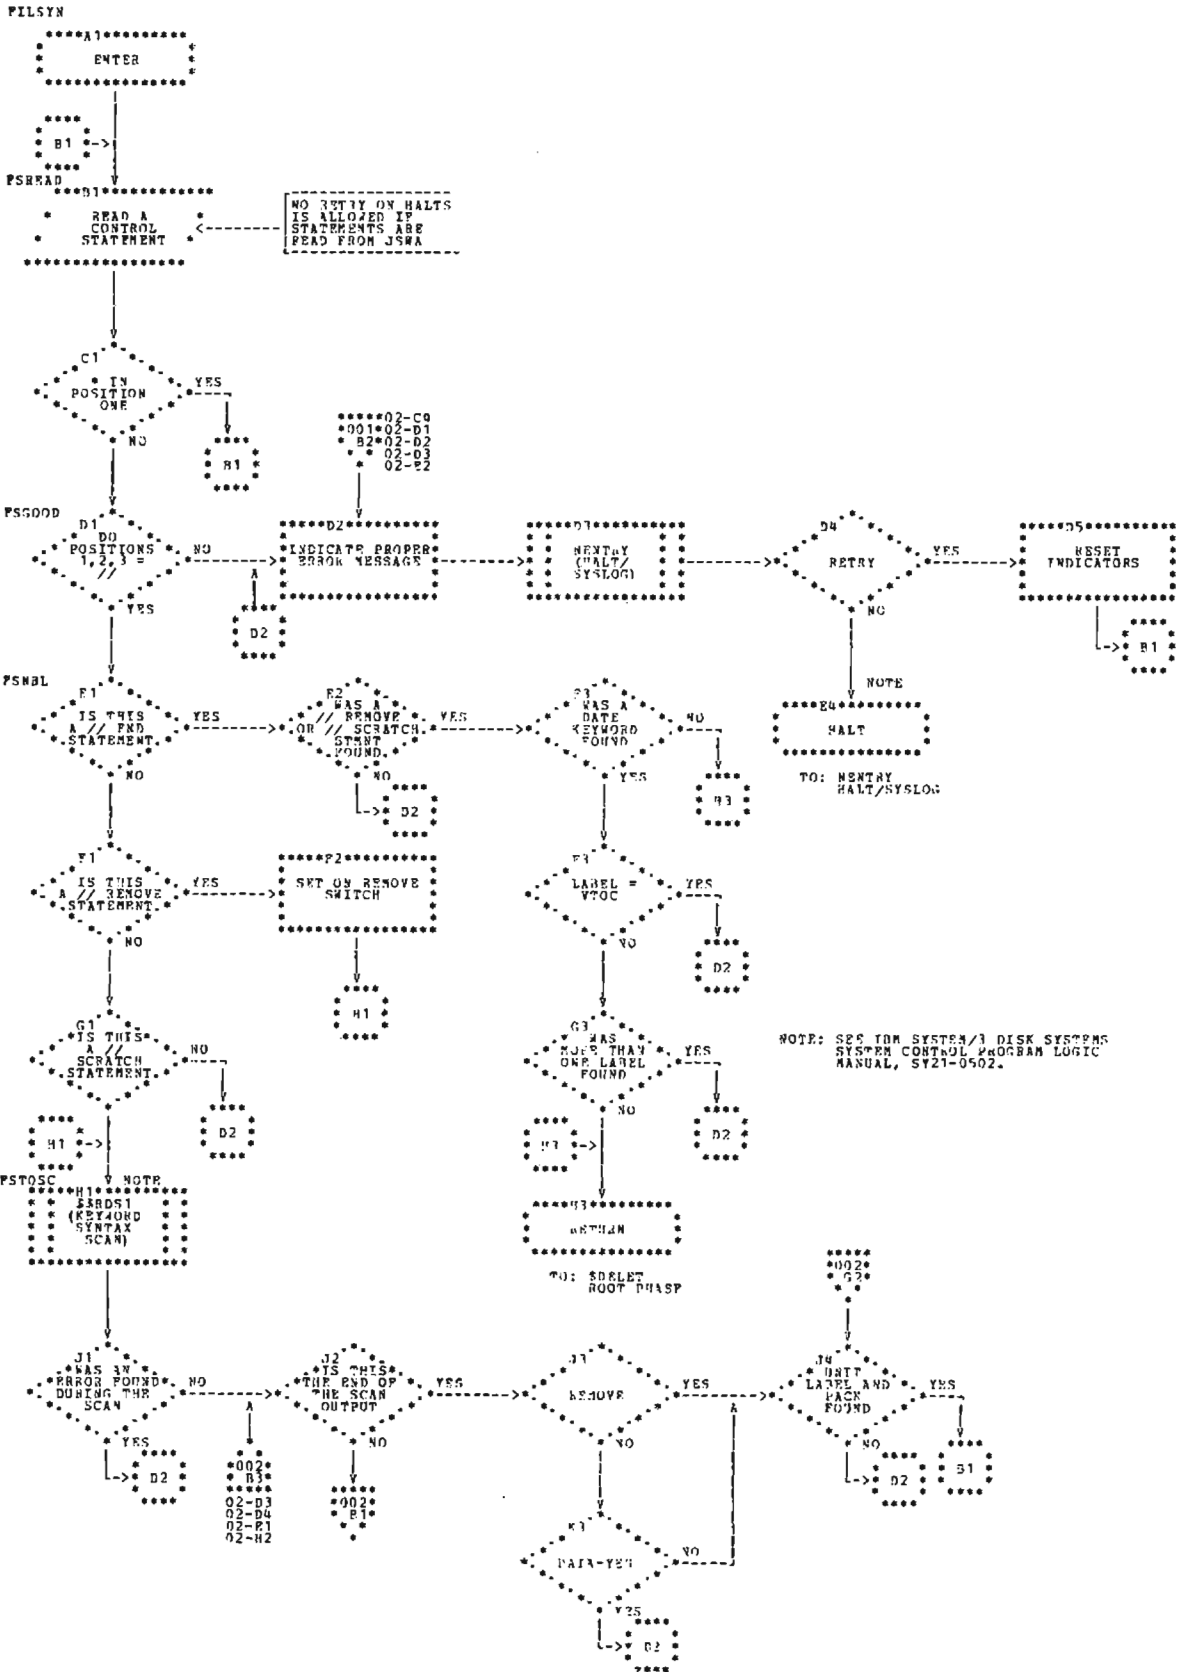 FILSYN
A1
ENTER
B1
FSREAD
B1
READ A
CONTROL
STATEMENT
NO RETRY ON HALTS
IS ALLOWED IF
STATEMENTS ARE
READ FROM JSWA
C1
* IN
POSITION
ONE
YES
NO
B1
02-C4
001 02-D1
B2 02-D2
02-D3
02-E2
FSGOOD
D1
DO
POSITIONS
1,2,3 =
//
NO
YES
D2
INDICATE PROPER
ERROR MESSAGE
A
D2
D3
NENTRY
(HALT/
SYSLOG)
D4
RETRY
YES
NO
D5
RESET
INDICATORS
B1
NOTE
E4
HALT
TO: NENTRY
HALT/SYSLOG
FSNBL
E1
IS THIS
A // END
STATEMENT
YES
NO
E2
WAS A
// REMOVE
OR // SCRATCH
STMNT
FOUND
YES
NO
D2
E3
WAS A
DATE
KEYWORD
FOUND
NO
YES
H3
F1
IS THIS
A // REMOVE
STATEMENT
YES
NO
F2
SET ON REMOVE
SWITCH
H1
F3
LABEL =
VTOC
YES
NO
D2
G1
IS THIS
A //
SCRATCH
STATEMENT
NO
D2
G3
WAS
MORE THAN
ONE LABEL
FOUND
YES
NO
D2
NOTE: SEE IBM SYSTEM/3 DISK SYSTEMS
SYSTEM CONTROL PROGRAM LOGIC
MANUAL, SY21-0502.
H1
H3
FSTOSC
NOTE
H1
$$RDS1
(KEYWORD
SYNTAX
SCAN)
H3
RETURN
TO: $DELET
ROOT PHASE
002
G2
J1
WAS AN
ERROR FOUND
DURING THE
SCAN
NO
YES
D2
A
002
B3
02-D3
02-D4
02-E1
02-H2
J2
IS THIS
THE END OF
THE SCAN
OUTPUT
YES
NO
002
B1
J3
REMOVE
YES
NO
A
J4
UNIT
LABEL AND
PACK
FOUND
YES
NO
D2
B1
K3
DATA-YES
NO
YES
D2